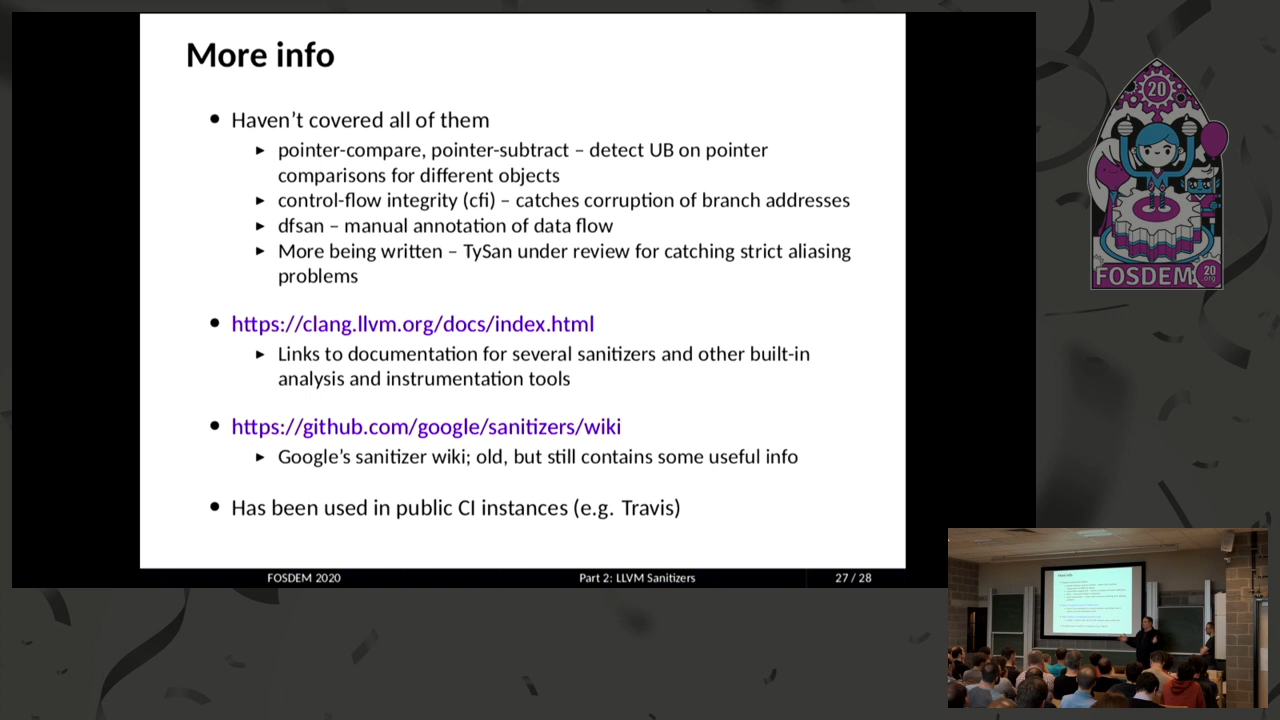 More info
• Haven't covered all of them
▸ pointer-compare, pointer-subtract – detect UB on pointer
comparisons for different objects
▸ control-flow integrity (cfi) – catches corruption of branch addresses
▸ dfsan – manual annotation of data flow
▸ More being written – TySan under review for catching strict aliasing
problems
• https://clang.llvm.org/docs/index.html
▸ Links to documentation for several sanitizers and other built-in
analysis and instrumentation tools
• https://github.com/google/sanitizers/wiki
▸ Google's sanitizer wiki; old, but still contains some useful info
• Has been used in public CI instances (e.g. Travis)
FOSDEM 2020 Part 2: LLVM Sanitizers 27 / 28
20
FOSDEM 20
.org